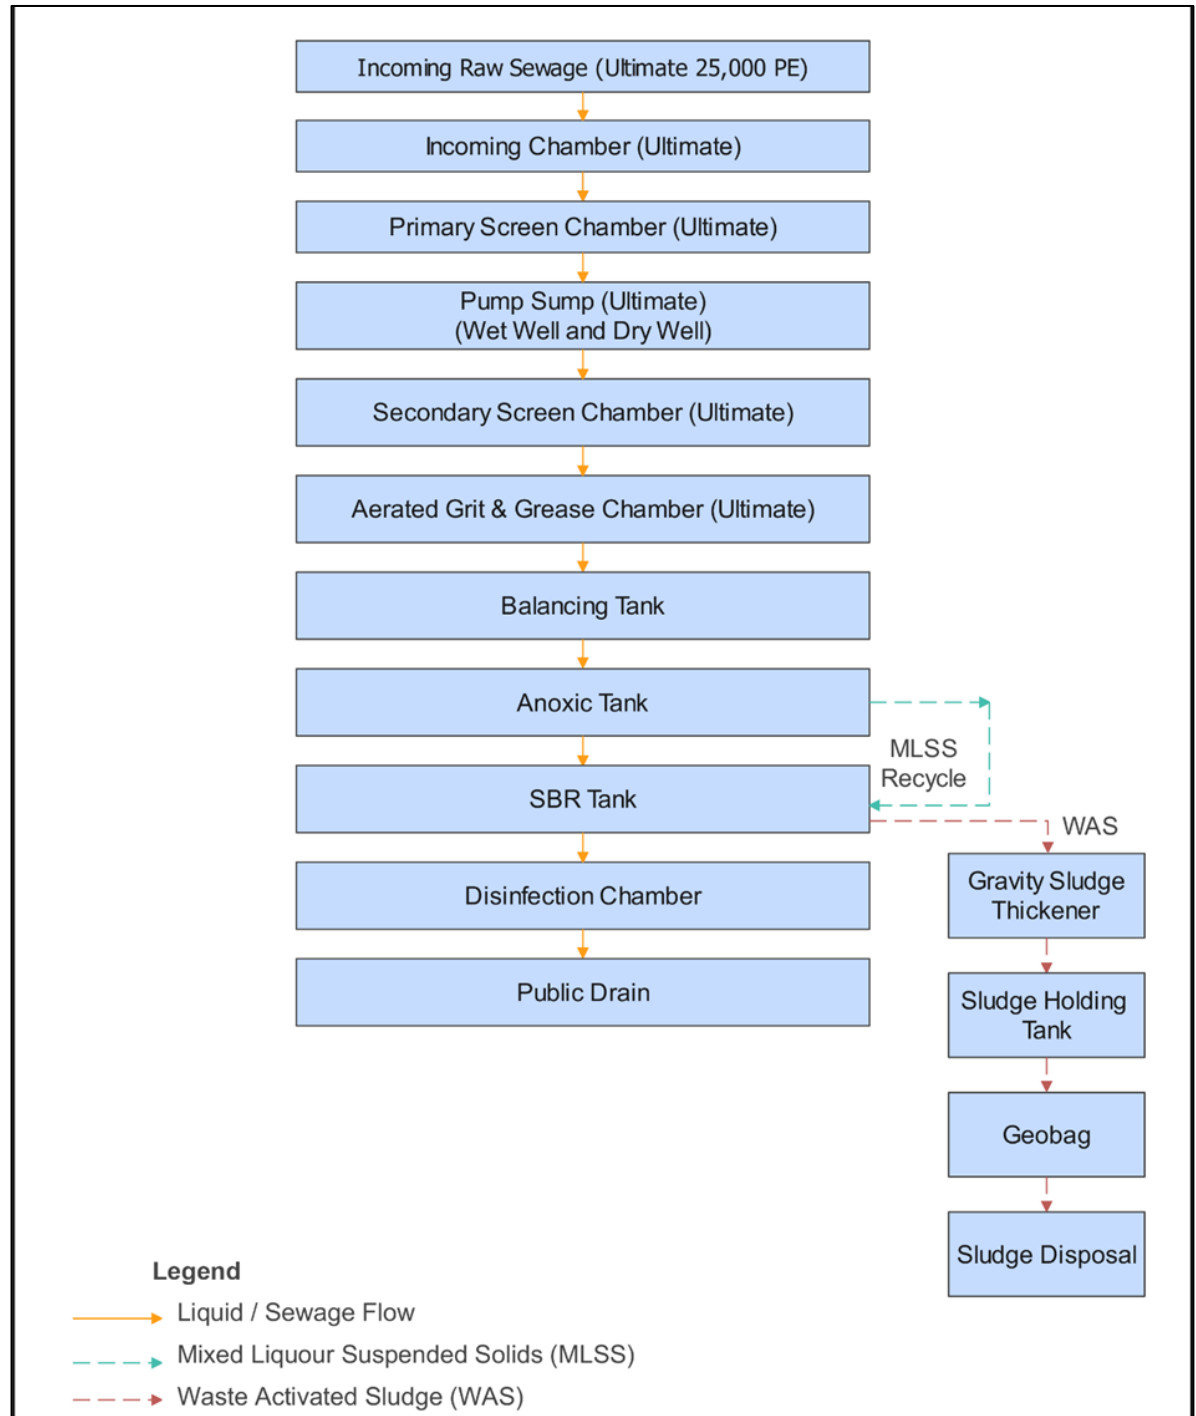 Incoming Raw Sewage (Ultimate 25,000 PE)
Incoming Chamber (Ultimate)
Primary Screen Chamber (Ultimate)
Pump Sump (Ultimate)
(Wet Well and Dry Well)
Secondary Screen Chamber (Ultimate)
Aerated Grit & Grease Chamber (Ultimate)
Balancing Tank
Anoxic Tank
MLSS
Recycle
SBR Tank
WAS
Gravity Sludge
Thickener
Disinfection Chamber
Public Drain
Sludge Holding
Tank
Geobag
Sludge Disposal
Legend
Liquid / Sewage Flow
Mixed Liquour Suspended Solids (MLSS)
Waste Activated Sludge (WAS)